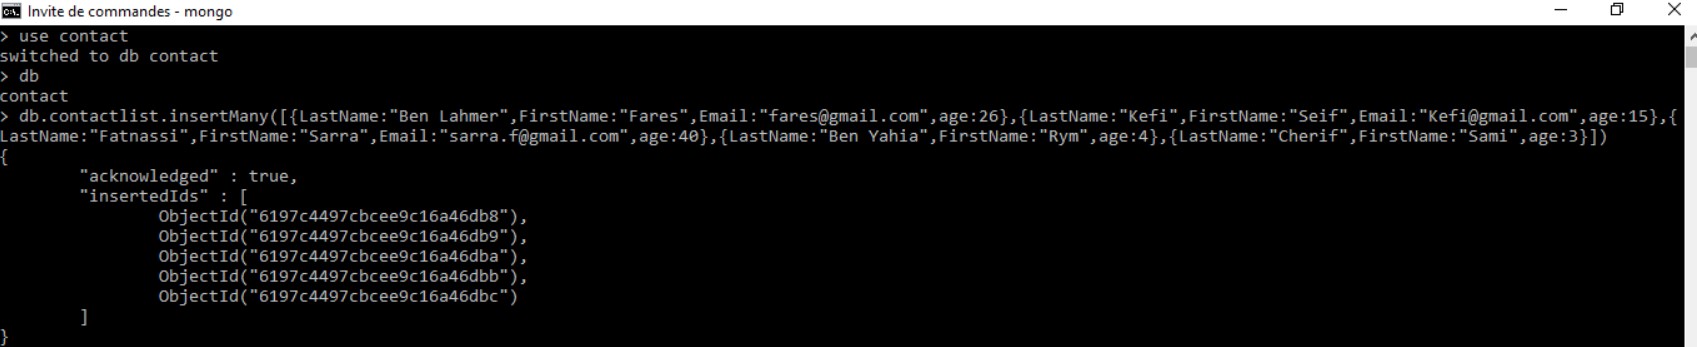 Invite de commandes - mongo
> use contact
switched to db contact
> db
contact
> db.contactlist.insertMany([{LastName:"Ben Lahmer",FirstName:"Fares",Email:"fares@gmail.com",age:26},{LastName:"Kefi",FirstName:"Seif",Email:"Kefi@gmail.com",age:15},{
LastName:"Fatnassi",FirstName:"Sarra",Email:"sarra.f@gmail.com",age:40},{LastName:"Ben Yahia",FirstName:"Rym",age:4},{LastName:"Cherif",FirstName:"Sami",age:3}])
{
        "acknowledged" : true,
        "insertedIds" : [
                ObjectId("6197c4497cbcee9c16a46db8"),
                ObjectId("6197c4497cbcee9c16a46db9"),
                ObjectId("6197c4497cbcee9c16a46dba"),
                ObjectId("6197c4497cbcee9c16a46dbb"),
                ObjectId("6197c4497cbcee9c16a46dbc")
        ]
}